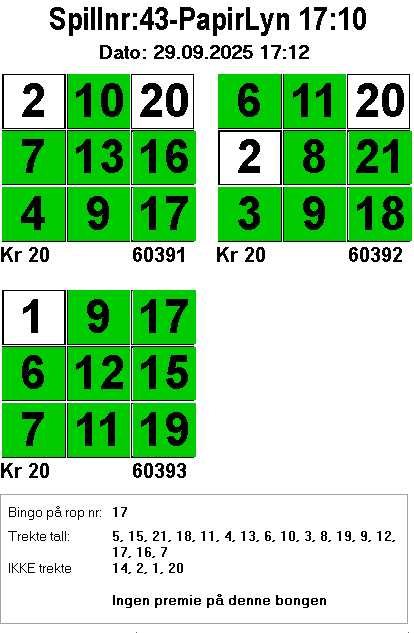 Spillnr:43-PapirLyn 17:10
Dato: 29.09.2025 17:12
2 10 20
7 13 16
4 9 17
Kr 20 60391
6 11 20
2 8 21
3 9 18
Kr 20 60392
1 9 17
6 12 15
7 11 19
Kr 20 60393
Bingo på rop nr: 17
Trekte tall: 5, 15, 21, 18, 11, 4, 13, 6, 10, 3, 8, 19, 9, 12,
17, 16, 7
IKKE trekte 14, 2, 1, 20
Ingen premie på denne bongen